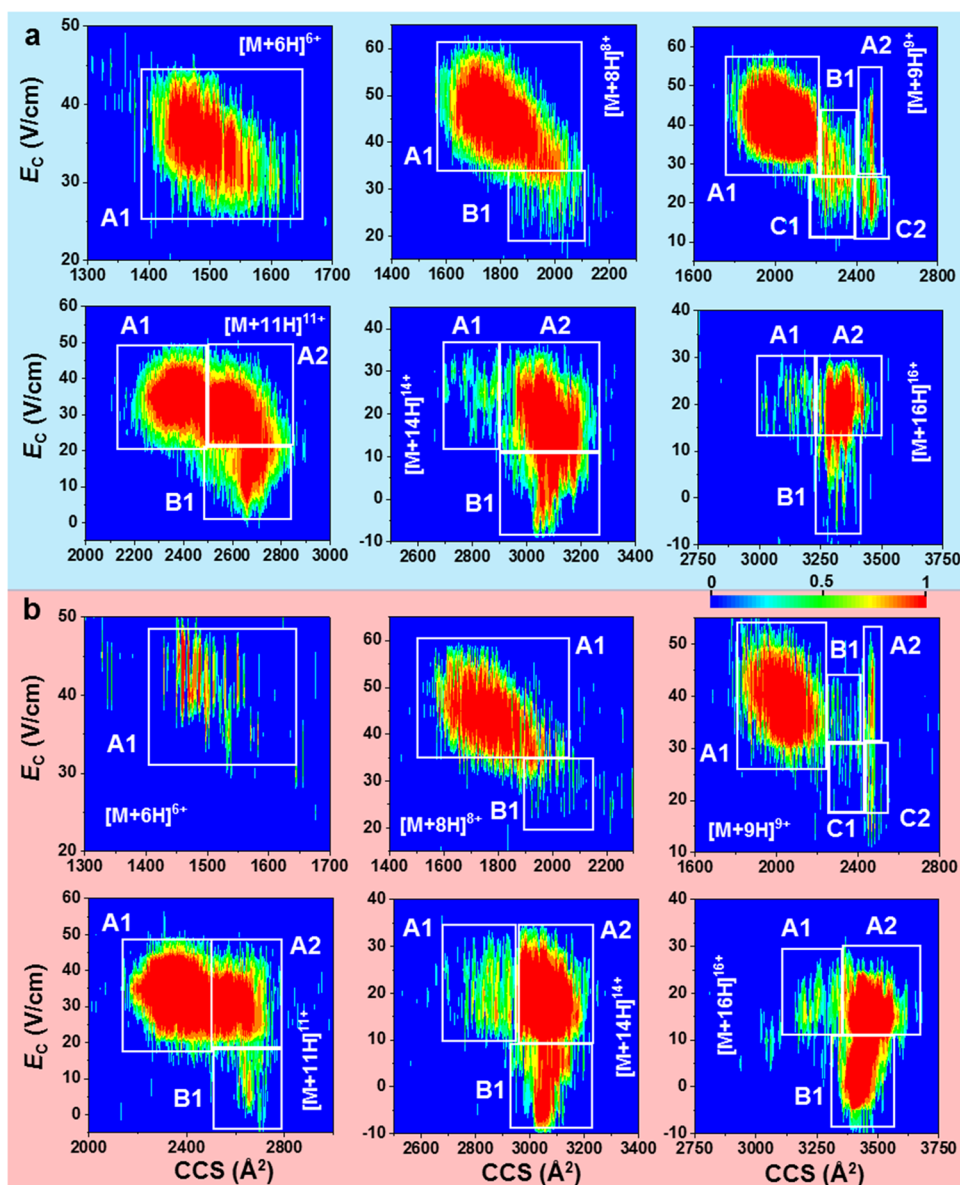 a
50
40
30
20
1300
1400
1500
1600
1700
E_C (V/cm)
[M+6H]⁶⁺
A1
60
50
40
30
20
1400
1600
1800
2000
2200
[M+8H]⁸⁺
A1
B1
60
50
40
30
20
10
1600
2000
2400
2800
[M+9H]⁹⁺
A2
B1
A1
C1
C2
60
50
40
30
20
10
0
2000
2200
2400
2600
2800
3000
E_C (V/cm)
A1
[M+11H]¹¹⁺
A2
B1
40
30
20
10
0
-10
2600
3000
3400
A1
A2
[M+14H]¹⁴⁺
B1
40
30
20
10
0
-10
2750
3000
3250
3500
3750
A1
A2
[M+16H]¹⁶⁺
B1
0
0.5
1
b
50
40
30
20
1300
1400
1500
1600
1700
E_C (V/cm)
A1
[M+6H]⁶⁺
60
50
40
30
20
1400
1600
1800
2000
2200
A1
B1
[M+8H]⁸⁺
50
40
30
20
10
1600
2000
2400
2800
B1
A2
A1
C1
C2
[M+9H]⁹⁺
60
50
40
30
20
10
0
2000
2400
2800
E_C (V/cm)
CCS (Å²)
A1
A2
B1
[M+11H]¹¹⁺
40
30
20
10
0
-10
2600
3000
3400
CCS (Å²)
A1
A2
B1
[M+14H]¹⁴⁺
40
30
20
10
0
-10
2750
3000
3250
3500
3750
CCS (Å²)
A1
A2
[M+16H]¹⁶⁺
B1